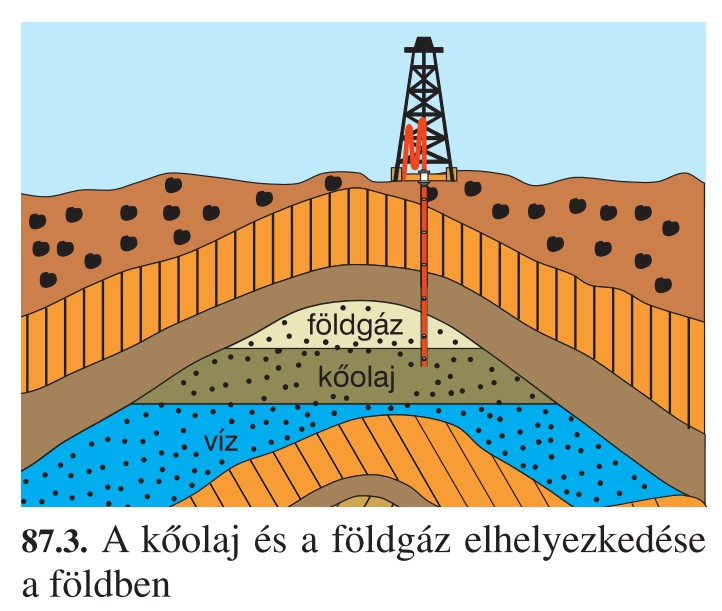 földgáz
kőolaj
víz
87.3. A kőolaj és a földgáz elhelyezkedése
a földben